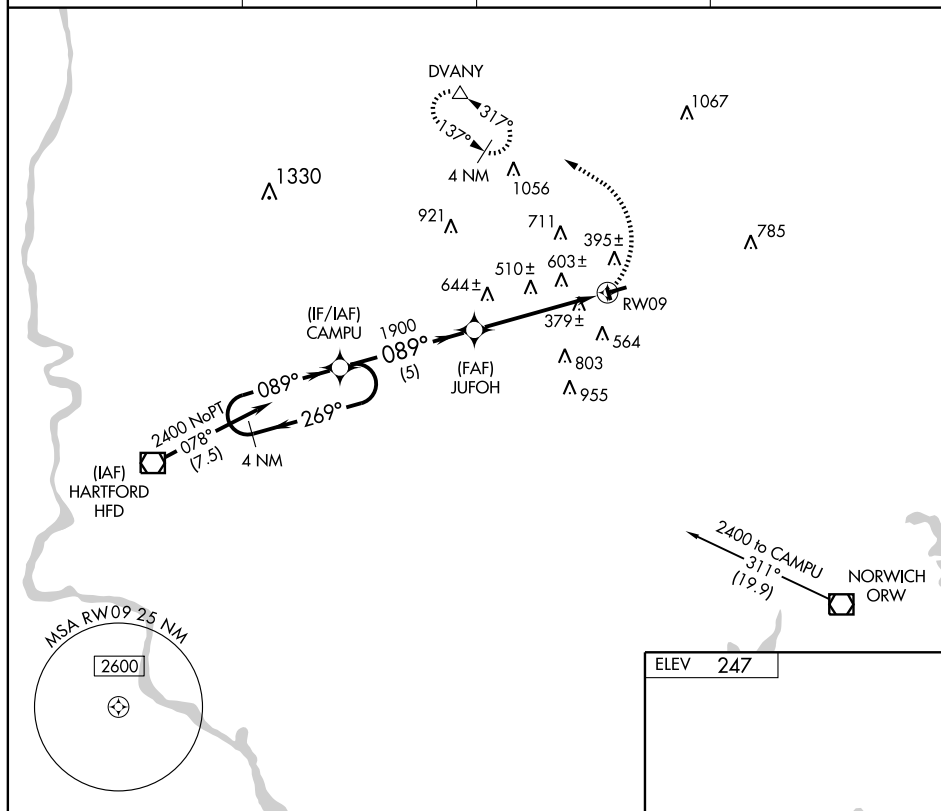 DVANY
317°
137°
4 NM
1067
1330
1056
921
711
785
395±
603±
510±
644±
RW09
379±
564
803
955
(IF/IAF)
CAMPU
1900
089°
(5)
(FAF)
JUFOH
089°
269°
4 NM
2400 NoPT
078°
(7.5)
(IAF)
HARTFORD
HFD
2400 to CAMPU
311°
(19.9)
NORWICH
ORW
MSA RW09 25 NM
2600
ELEV 247